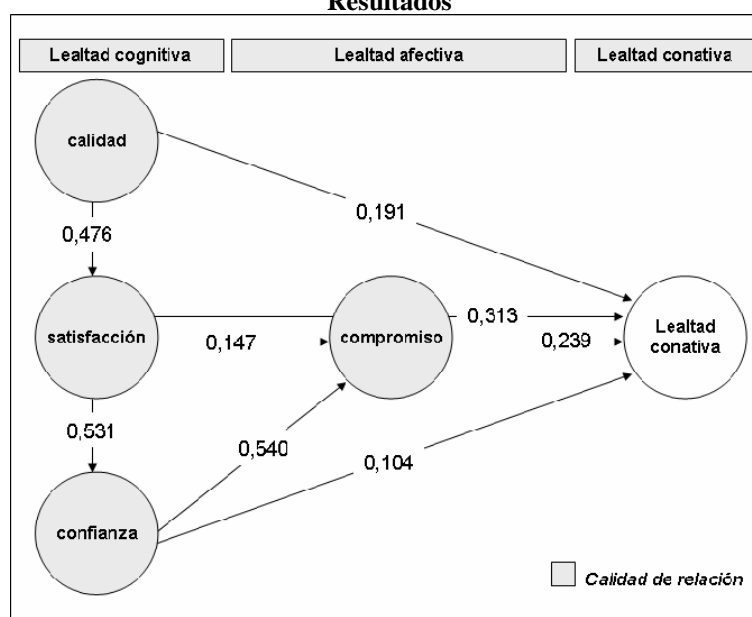 Resultados
Lealtad cognitiva
Lealtad afectiva
Lealtad conativa
calidad
0,191
0,476
satisfacción
0,147
compromiso
0,313
0,239
Lealtad
conativa
0,531
0,540
0,104
confianza
Calidad de relación